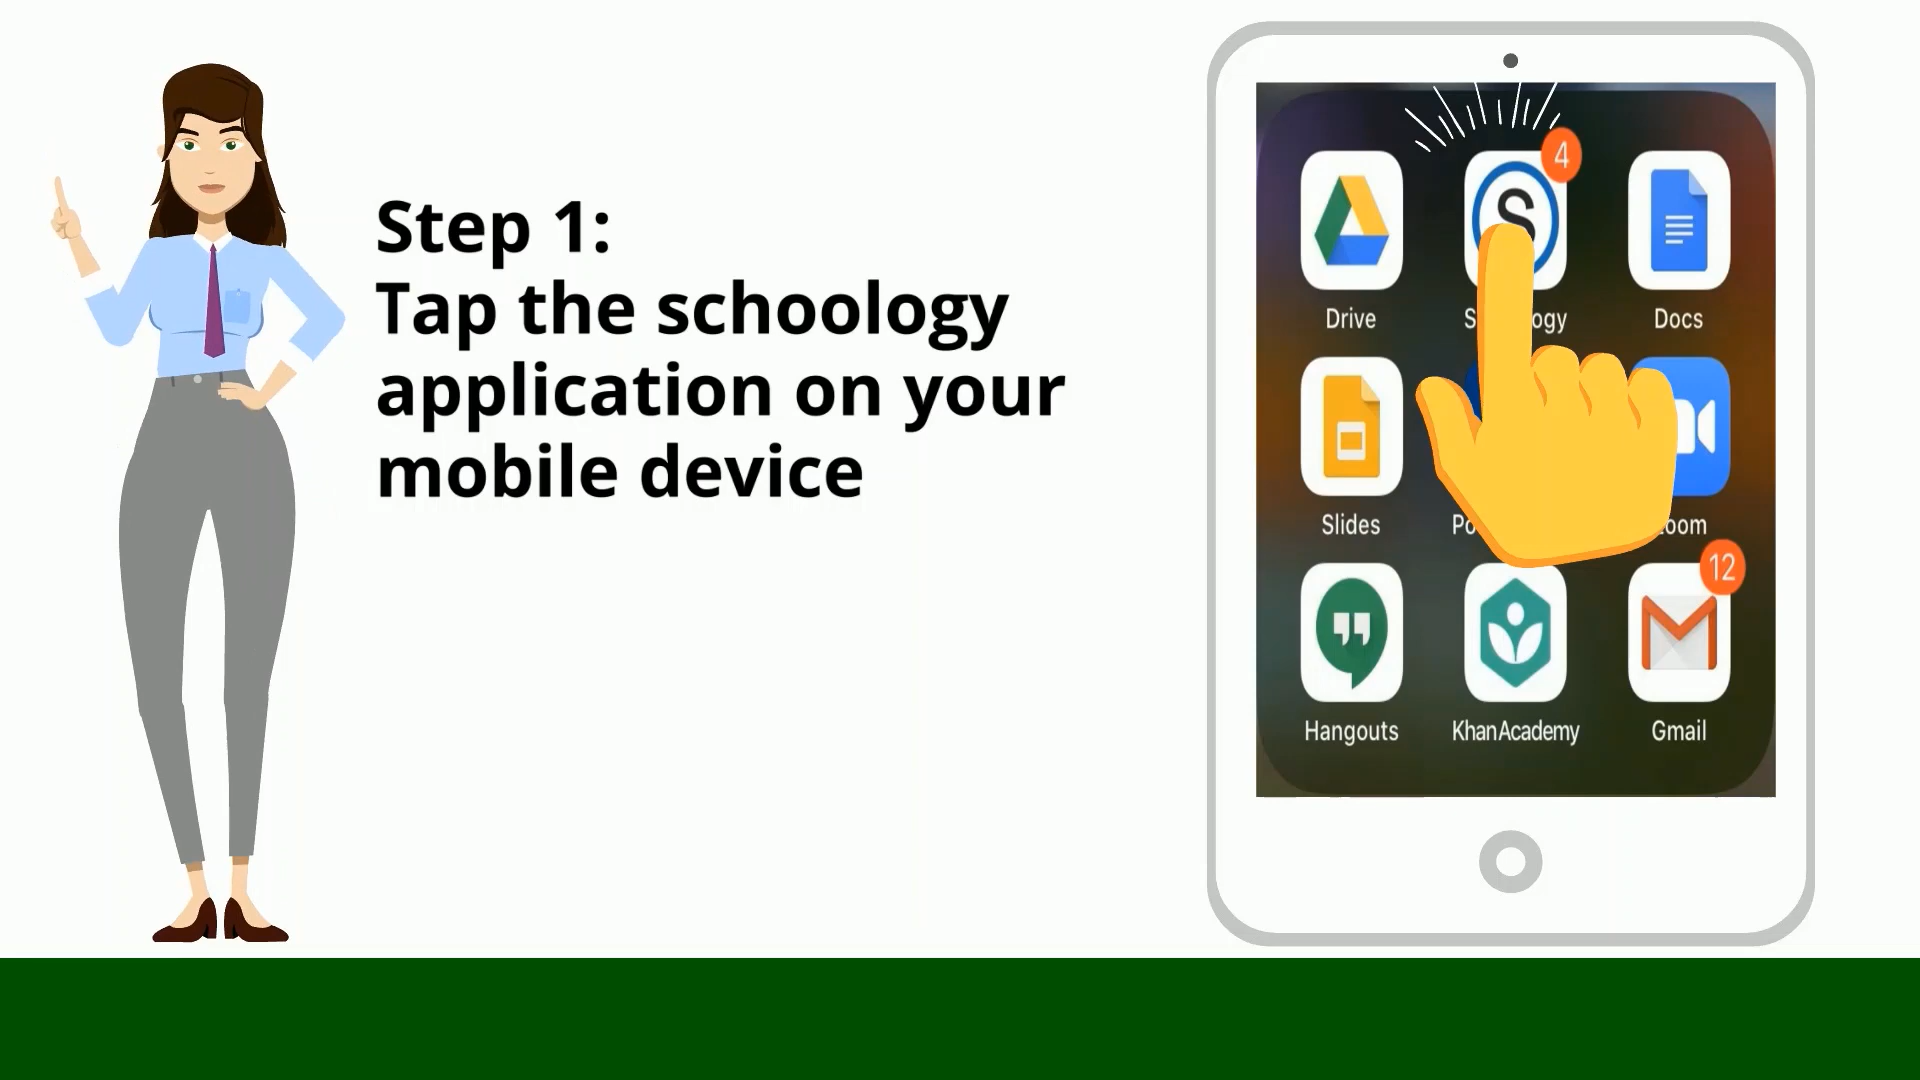 Step 1:
Tap the schoology
application on your
mobile device
4
S
Drive
Docs
Slides
12
Hangouts
KhanAcademy
Gmail